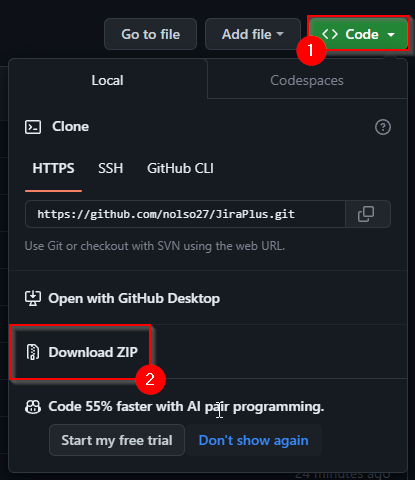 Go to file
Add file
<> Code
1
Local
Codespaces
Clone
?
HTTPS
SSH
GitHub CLI
https://github.com/nolso27/JiraPlus.git
Use Git or checkout with SVN using the web URL.
Open with GitHub Desktop
Download ZIP
2
Code 55% faster with AI pair programming.
Start my free trial
Don't show again
24 minutes ago